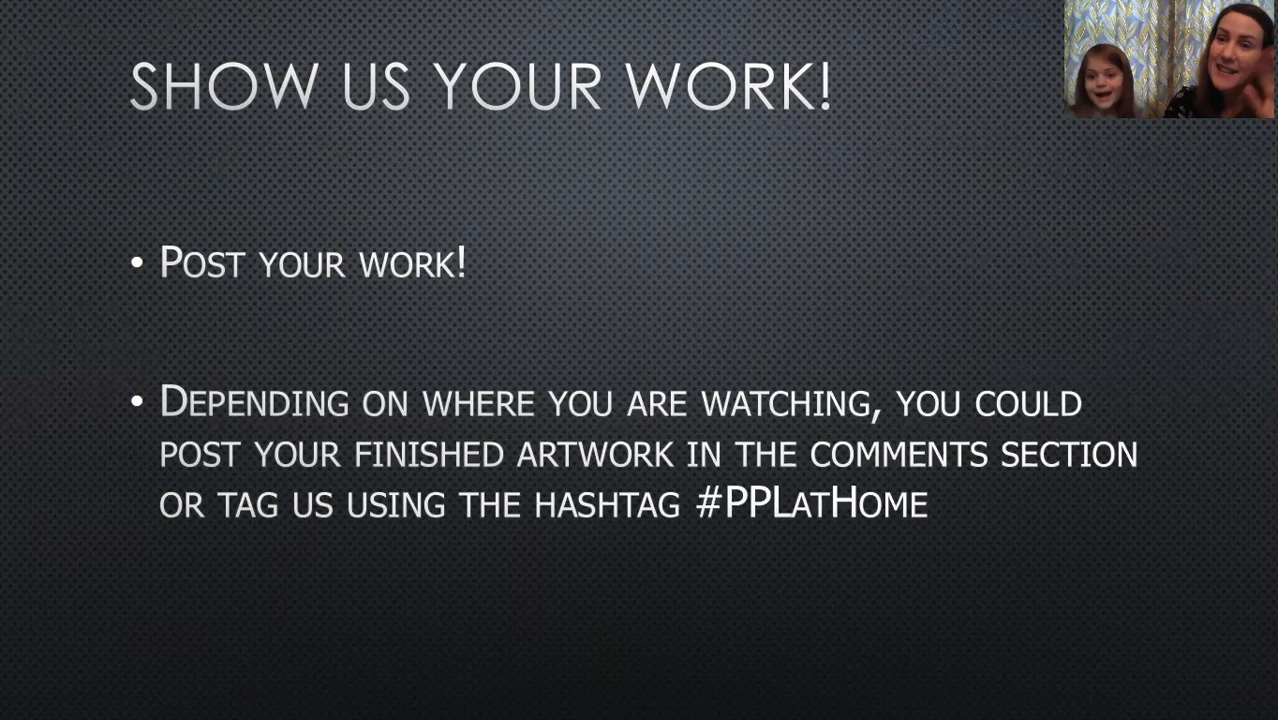 SHOW US YOUR WORK!
• POST YOUR WORK!
• DEPENDING ON WHERE YOU ARE WATCHING, YOU COULD
POST YOUR FINISHED ARTWORK IN THE COMMENTS SECTION
OR TAG US USING THE HASHTAG #PPLATHOME